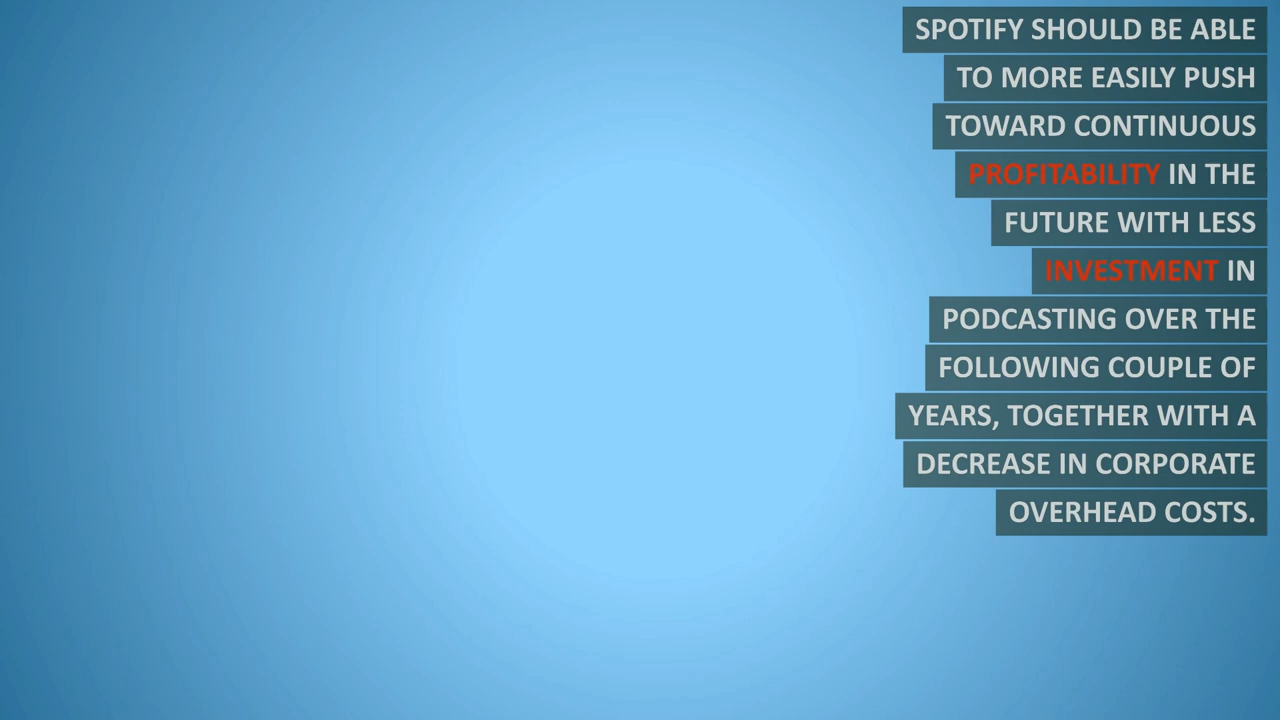 SPOTIFY SHOULD BE ABLE
TO MORE EASILY PUSH
TOWARD CONTINUOUS
PROFITABILITY IN THE
FUTURE WITH LESS
INVESTMENT IN
PODCASTING OVER THE
FOLLOWING COUPLE OF
YEARS, TOGETHER WITH A
DECREASE IN CORPORATE
OVERHEAD COSTS.